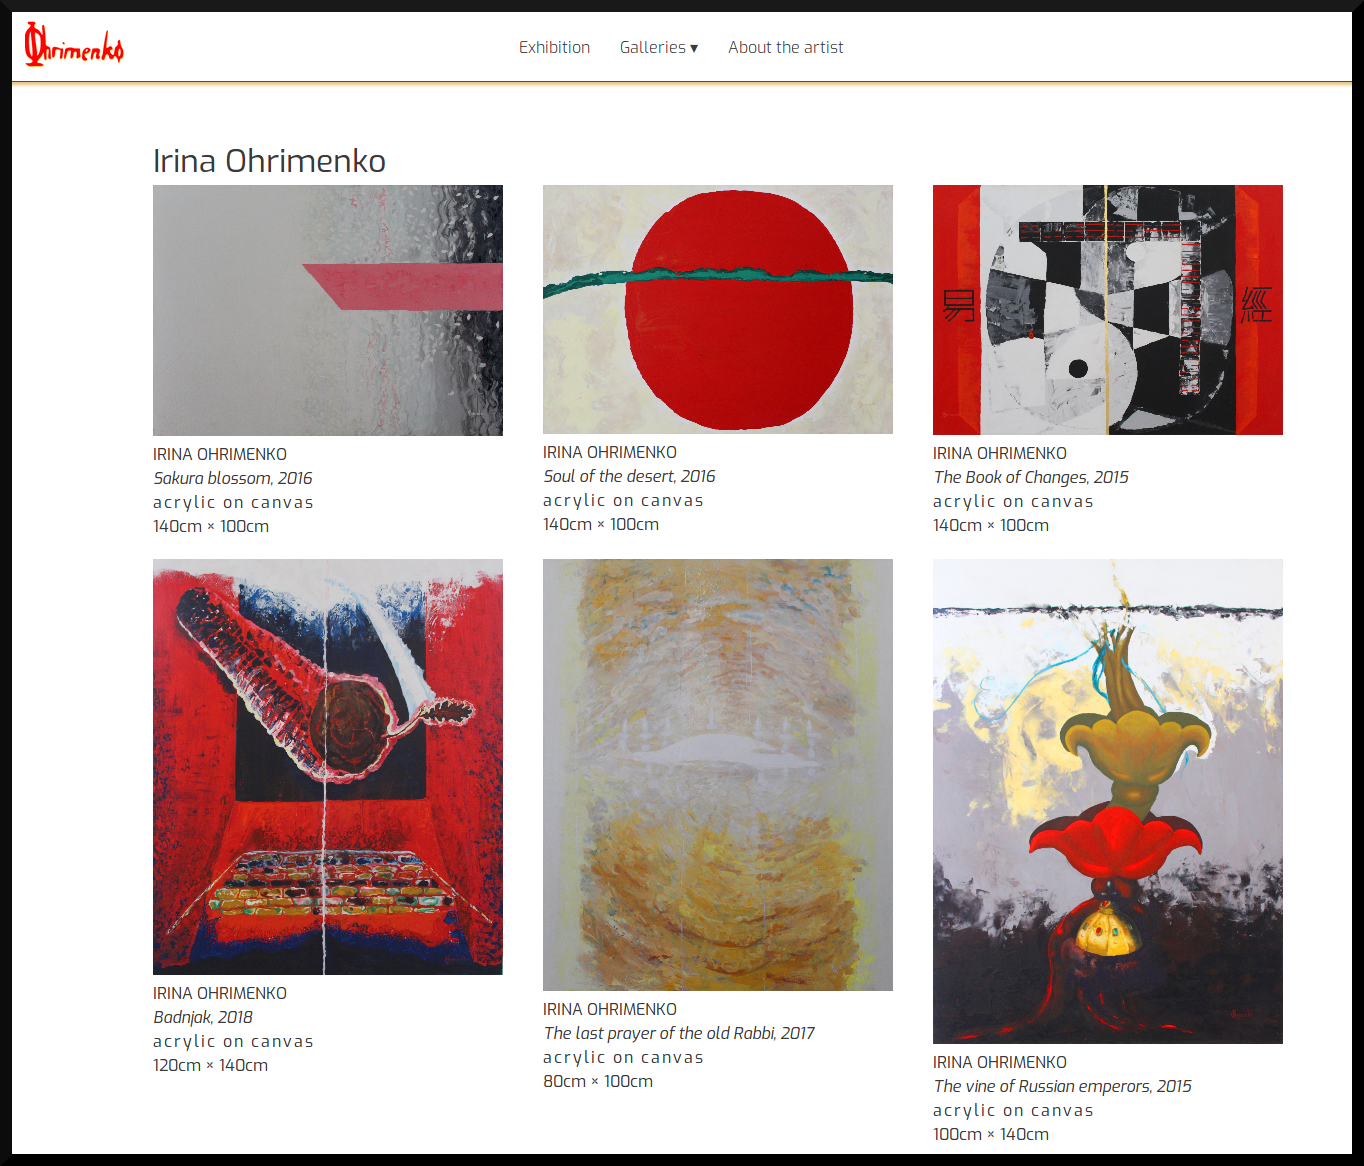 Ohrimenko
Exhibition
Galleries ▾
About the artist
Irina Ohrimenko
IRINA OHRIMENKO
Sakura blossom, 2016
acrylic on canvas
140cm × 100cm
IRINA OHRIMENKO
Soul of the desert, 2016
acrylic on canvas
140cm × 100cm
易
經
IRINA OHRIMENKO
The Book of Changes, 2015
acrylic on canvas
140cm × 100cm
IRINA OHRIMENKO
Badnjak, 2018
acrylic on canvas
120cm × 140cm
IRINA OHRIMENKO
The last prayer of the old Rabbi, 2017
acrylic on canvas
80cm × 100cm
IRINA OHRIMENKO
The vine of Russian emperors, 2015
acrylic on canvas
100cm × 140cm